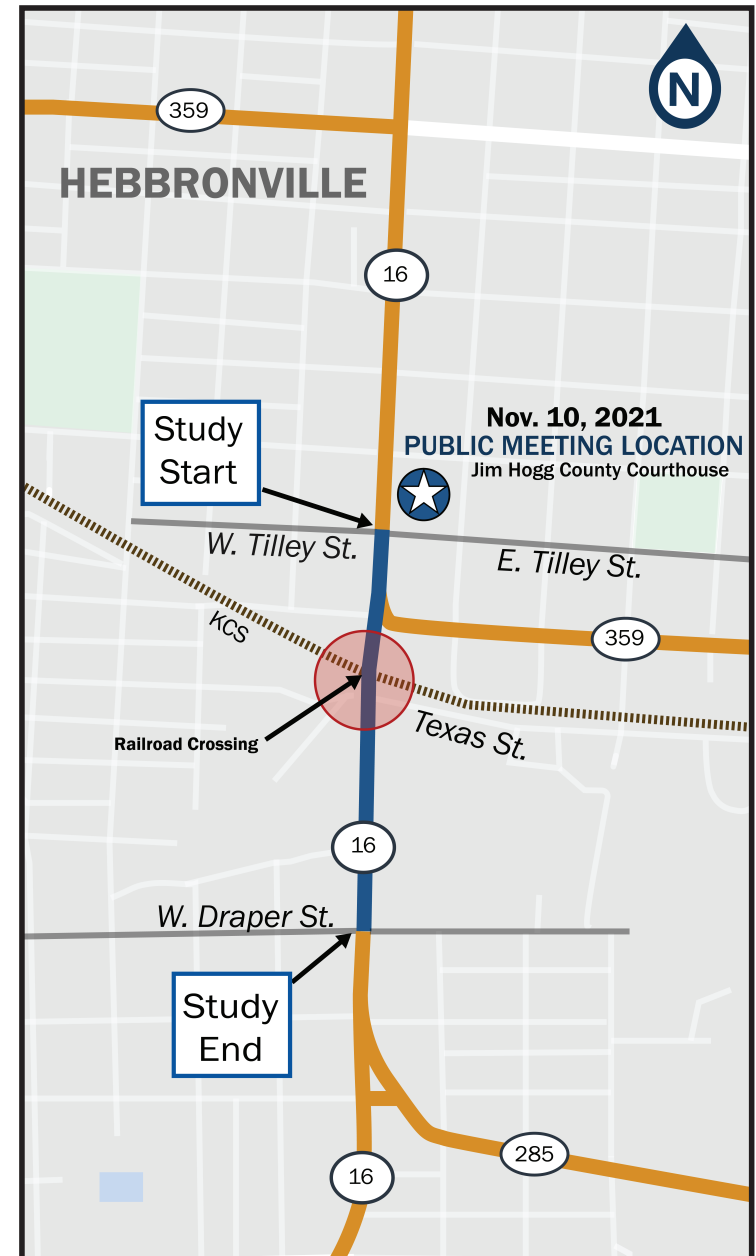 N
359
HEBBRONVILLE
16
Nov. 10, 2021
PUBLIC MEETING LOCATION
Jim Hogg County Courthouse
Study
Start
W. Tilley St.
E. Tilley St.
KCS
359
Railroad Crossing
Texas St.
16
W. Draper St.
Study
End
285
16